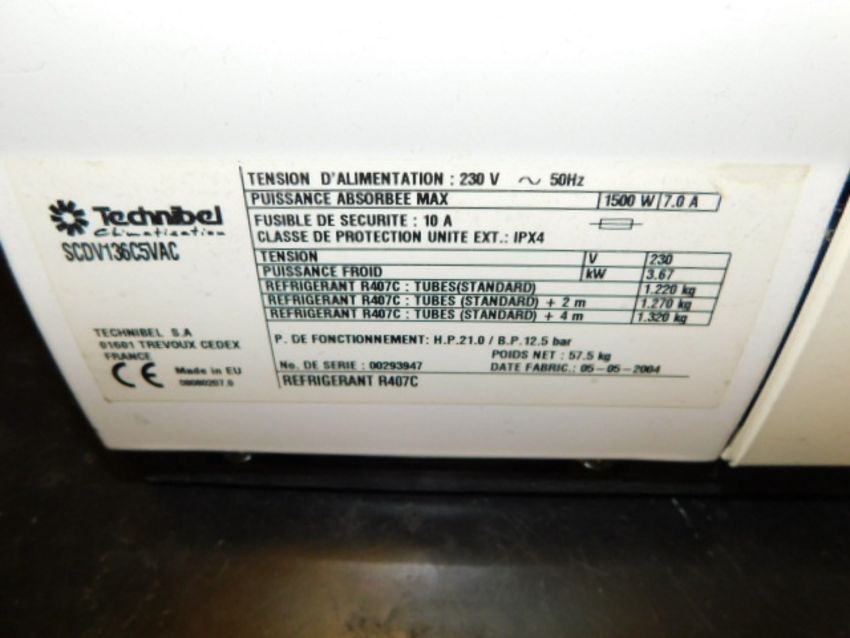 Technibel
Climatisation
SCDV136C5VAC
TECHNIBEL S.A
01601 TREVOUX CEDEX
FRANCE
CE Made in EU
08080207.0
TENSION D'ALIMENTATION : 230 V ~ 50Hz
PUISSANCE ABSORBEE MAX 1500 W 7.0 A
FUSIBLE DE SECURITE : 10 A
CLASSE DE PROTECTION UNITE EXT.: IPX4
TENSION V 230
PUISSANCE FROID kW 3.67
REFRIGERANT R407C : TUBES(STANDARD) 1.220 kg
REFRIGERANT R407C : TUBES (STANDARD) + 2 m 1.270 kg
REFRIGERANT R407C : TUBES (STANDARD) + 4 m 1.320 kg
P. DE FONCTIONNEMENT: H.P.21.0 / B.P.12.5 bar
POIDS NET : 57.5 kg
No. DE SERIE : 00293947 DATE FABRIC.: 05-05-2004
REFRIGERANT R407C